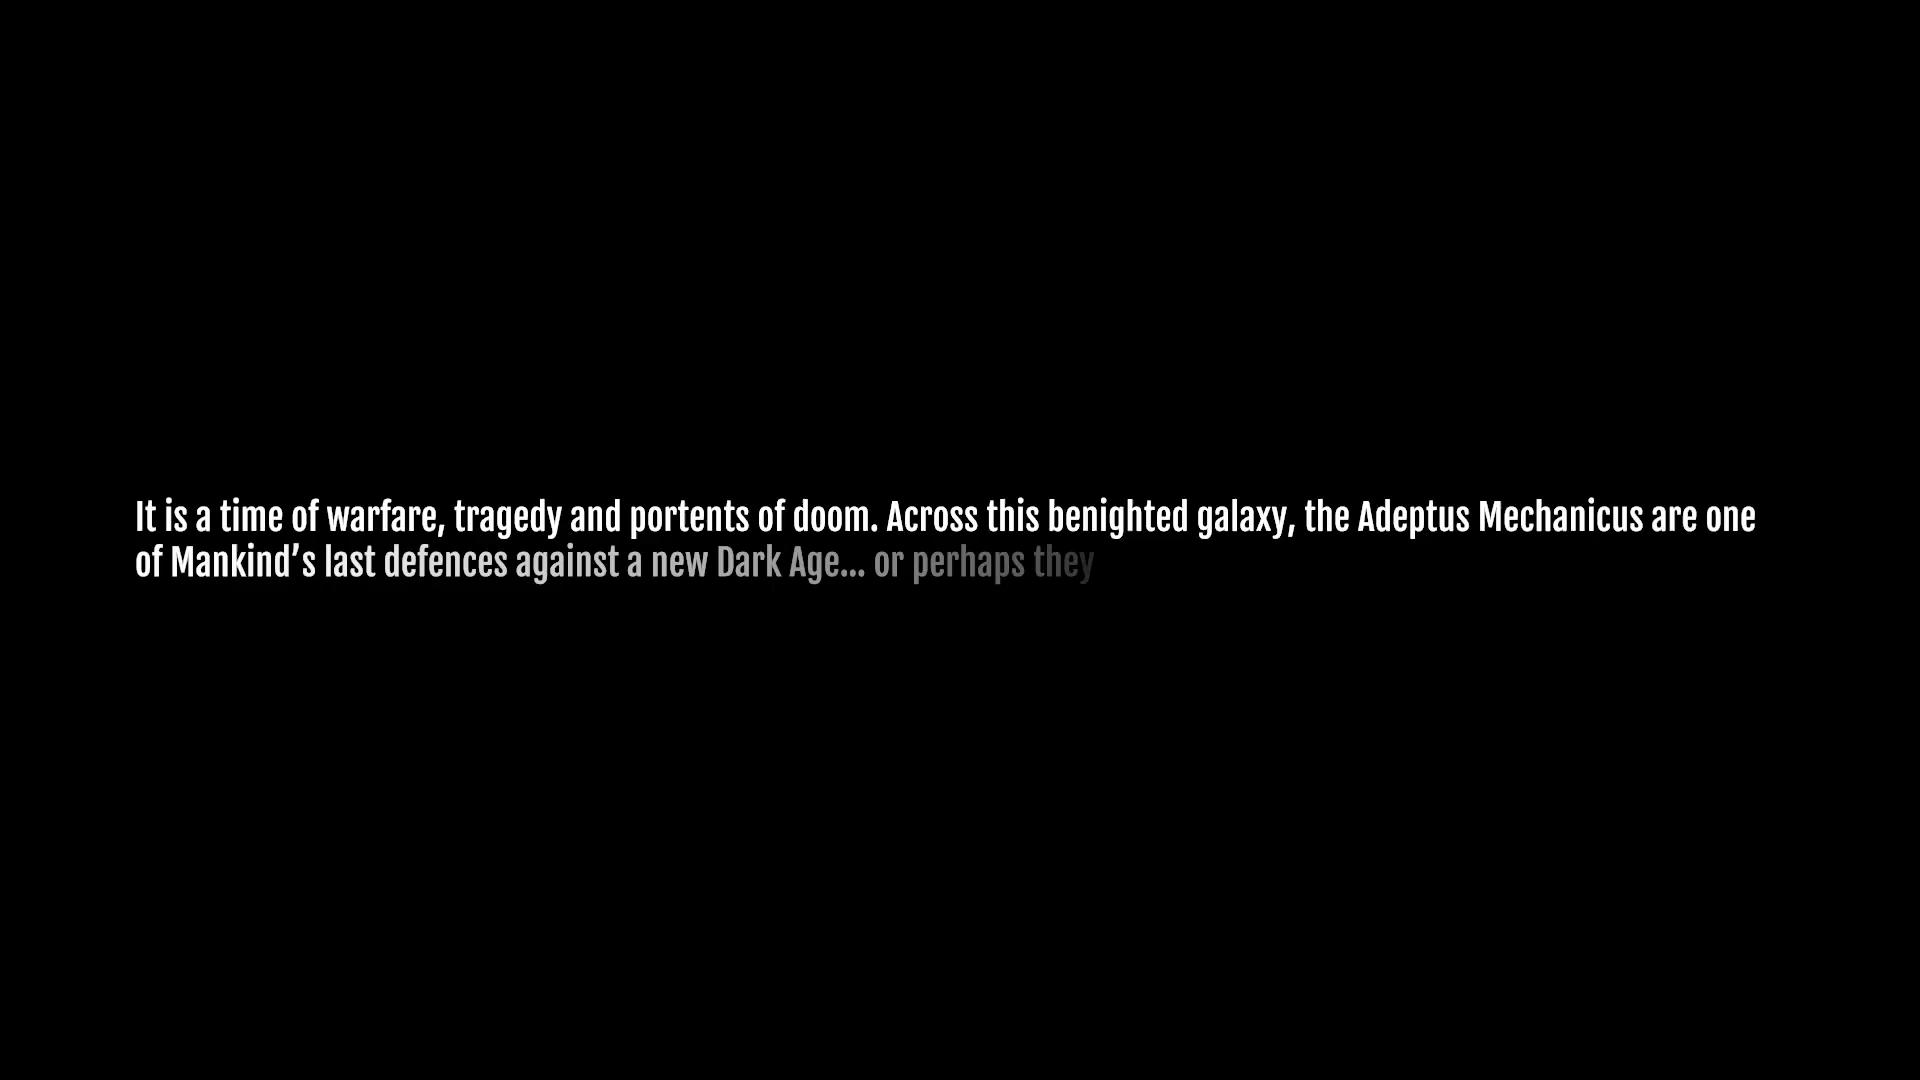 It is a time of warfare, tragedy and portents of doom. Across this benighted galaxy, the Adeptus Mechanicus are one
of Mankind’s last defences against a new Dark Age... or perhaps they